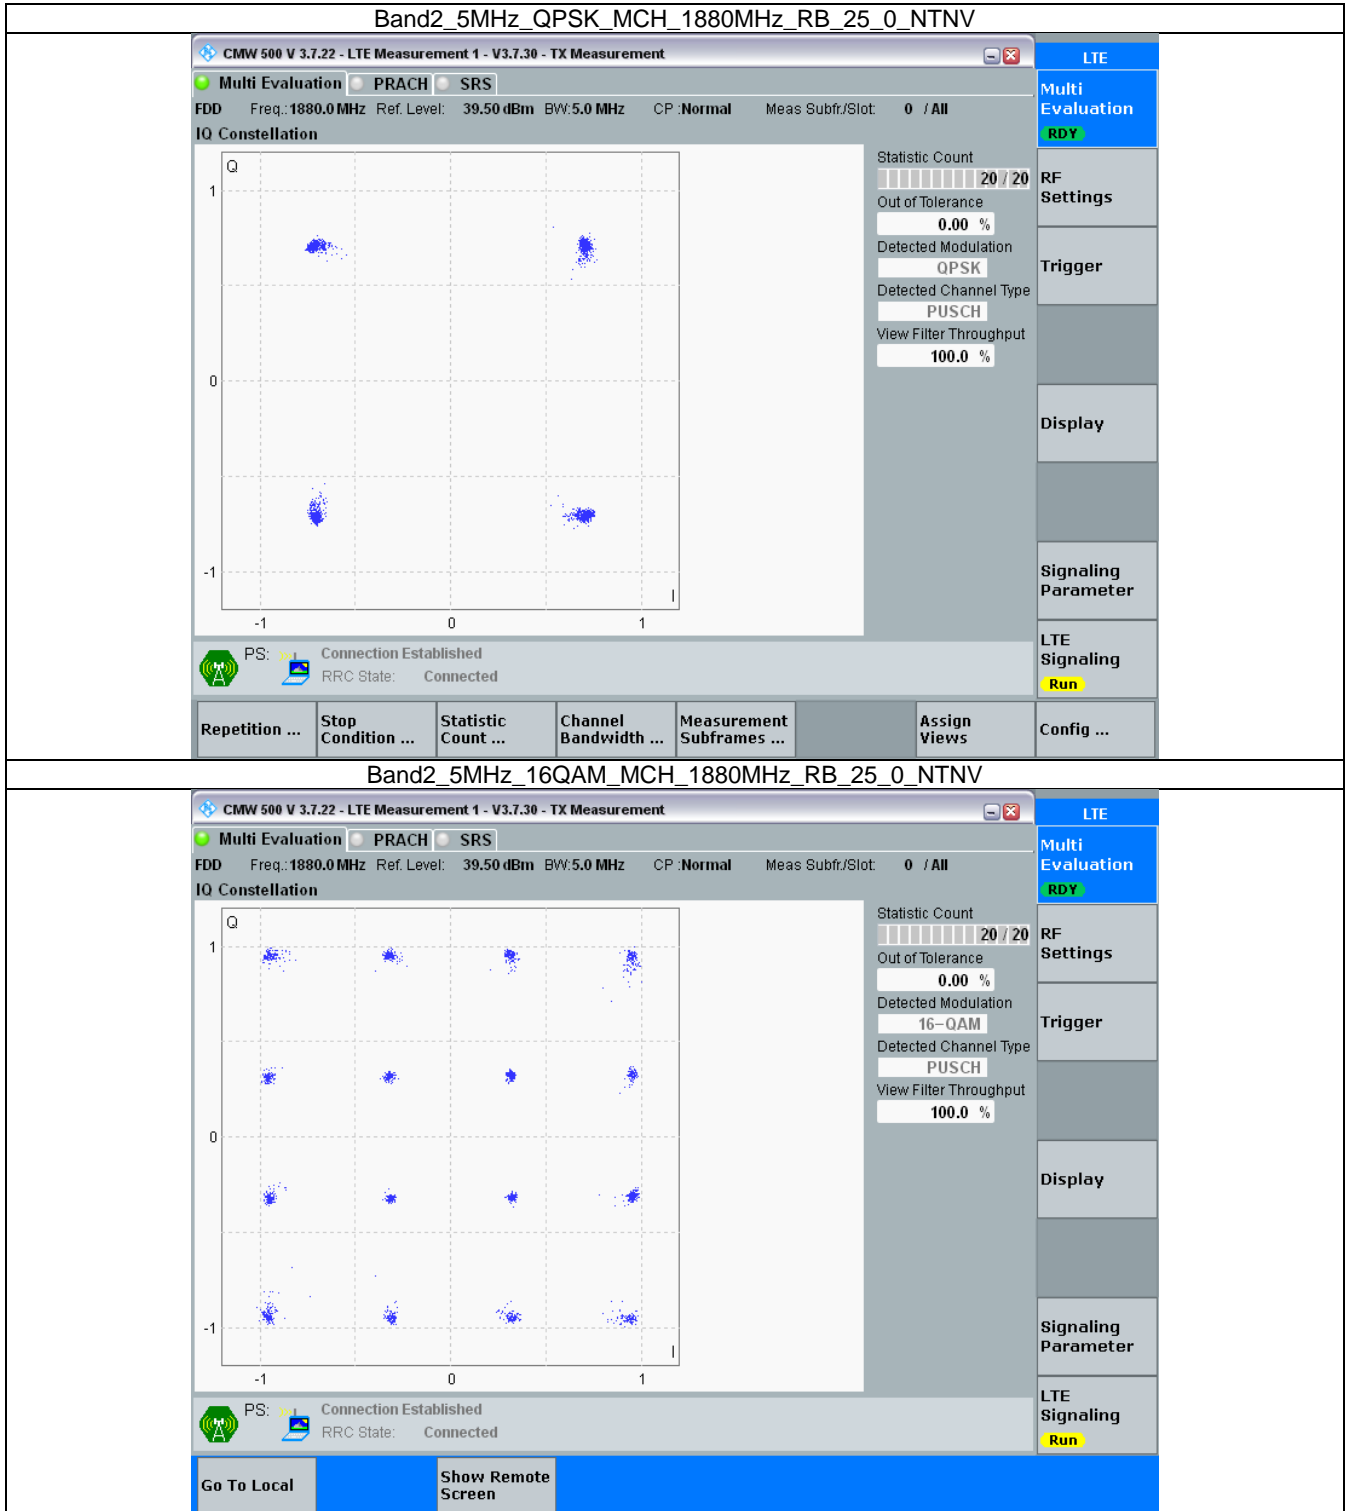 Band2_5MHz_QPSK_MCH_1880MHz_RB_25_0_NTNV
CMW 500 V 3.7.22 - LTE Measurement 1 - V3.7.30 - TX Measurement
LTE
Multi Evaluation PRACH SRS
Multi
Evaluation
RDY
FDD Freq.:1880.0 MHz Ref. Level: 39.50 dBm BW:5.0 MHz CP :Normal Meas Subfr./Slot: 0 / All
IQ Constellation
Q
1
0
-1
-1 0 1
I
Statistic Count
20 / 20
Out of Tolerance
0.00 %
Detected Modulation
QPSK
Detected Channel Type
PUSCH
View Filter Throughput
100.0 %
RF
Settings
Trigger
Display
Signaling
Parameter
LTE
Signaling
Run
PS: Connection Established
RRC State: Connected
Repetition ...
Stop
Condition ...
Statistic
Count ...
Channel
Bandwidth ...
Measurement
Subframes ...
Assign
Views
Config ...
Band2_5MHz_16QAM_MCH_1880MHz_RB_25_0_NTNV
CMW 500 V 3.7.22 - LTE Measurement 1 - V3.7.30 - TX Measurement
LTE
Multi Evaluation PRACH SRS
Multi
Evaluation
RDY
FDD Freq.:1880.0 MHz Ref. Level: 39.50 dBm BW:5.0 MHz CP :Normal Meas Subfr./Slot: 0 / All
IQ Constellation
Q
1
0
-1
-1 0 1
I
Statistic Count
20 / 20
Out of Tolerance
0.00 %
Detected Modulation
16-QAM
Detected Channel Type
PUSCH
View Filter Throughput
100.0 %
RF
Settings
Trigger
Display
Signaling
Parameter
LTE
Signaling
Run
PS: Connection Established
RRC State: Connected
Go To Local
Show Remote
Screen